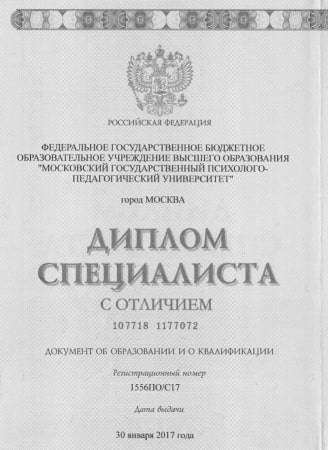 РОССИЙСКАЯ ФЕДЕРАЦИЯ
ФЕДЕРАЛЬНОЕ ГОСУДАРСТВЕННОЕ БЮДЖЕТНОЕ
ОБРАЗОВАТЕЛЬНОЕ УЧРЕЖДЕНИЕ ВЫСШЕГО ОБРАЗОВАНИЯ
"МОСКОВСКИЙ ГОСУДАРСТВЕННЫЙ ПСИХОЛОГО-
ПЕДАГОГИЧЕСКИЙ УНИВЕРСИТЕТ"
город МОСКВА
ДИПЛОМ
СПЕЦИАЛИСТА
С ОТЛИЧИЕМ
107718 1177072
ДОКУМЕНТ ОБ ОБРАЗОВАНИИ И О КВАЛИФИКАЦИИ
Регистрационный номер
1556ПО/С17
Дата выдачи
30 января 2017 года